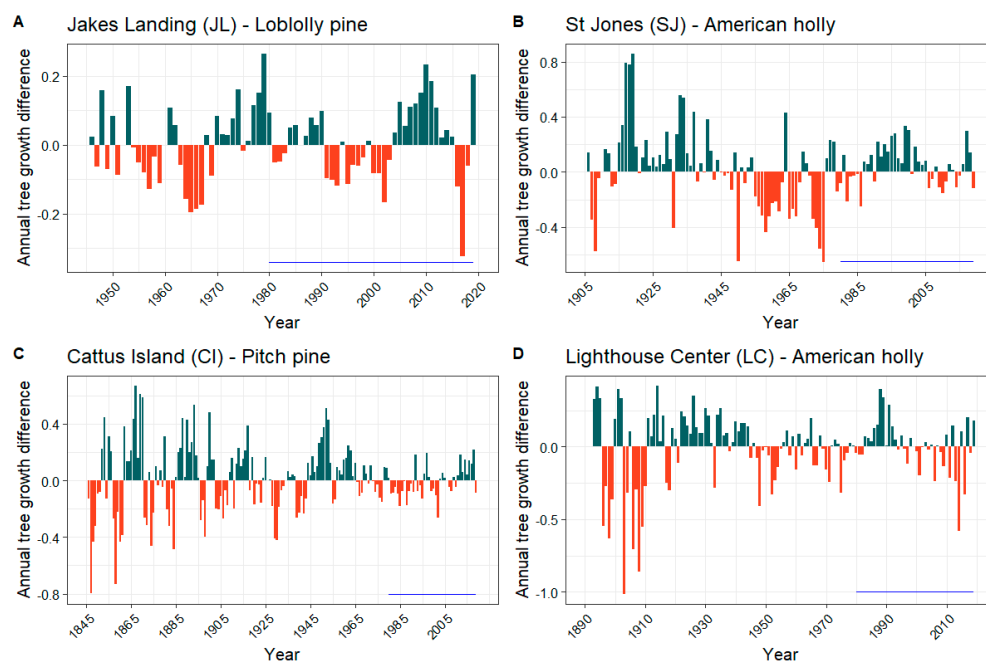 A
Jakes Landing (JL) - Loblolly pine
Annual tree growth difference
0.2
0.0
-0.2
1950
1960
1970
1980
1990
2000
2010
2020
Year
B
St Jones (SJ) - American holly
Annual tree growth difference
0.8
0.4
0.0
-0.4
1905
1925
1945
1965
1985
2005
Year
C
Cattus Island (CI) - Pitch pine
Annual tree growth difference
0.4
0.0
-0.4
-0.8
1845
1865
1885
1905
1925
1945
1965
1985
2005
Year
D
Lighthouse Center (LC) - American holly
Annual tree growth difference
0.0
-0.5
-1.0
1890
1910
1930
1950
1970
1990
2010
Year